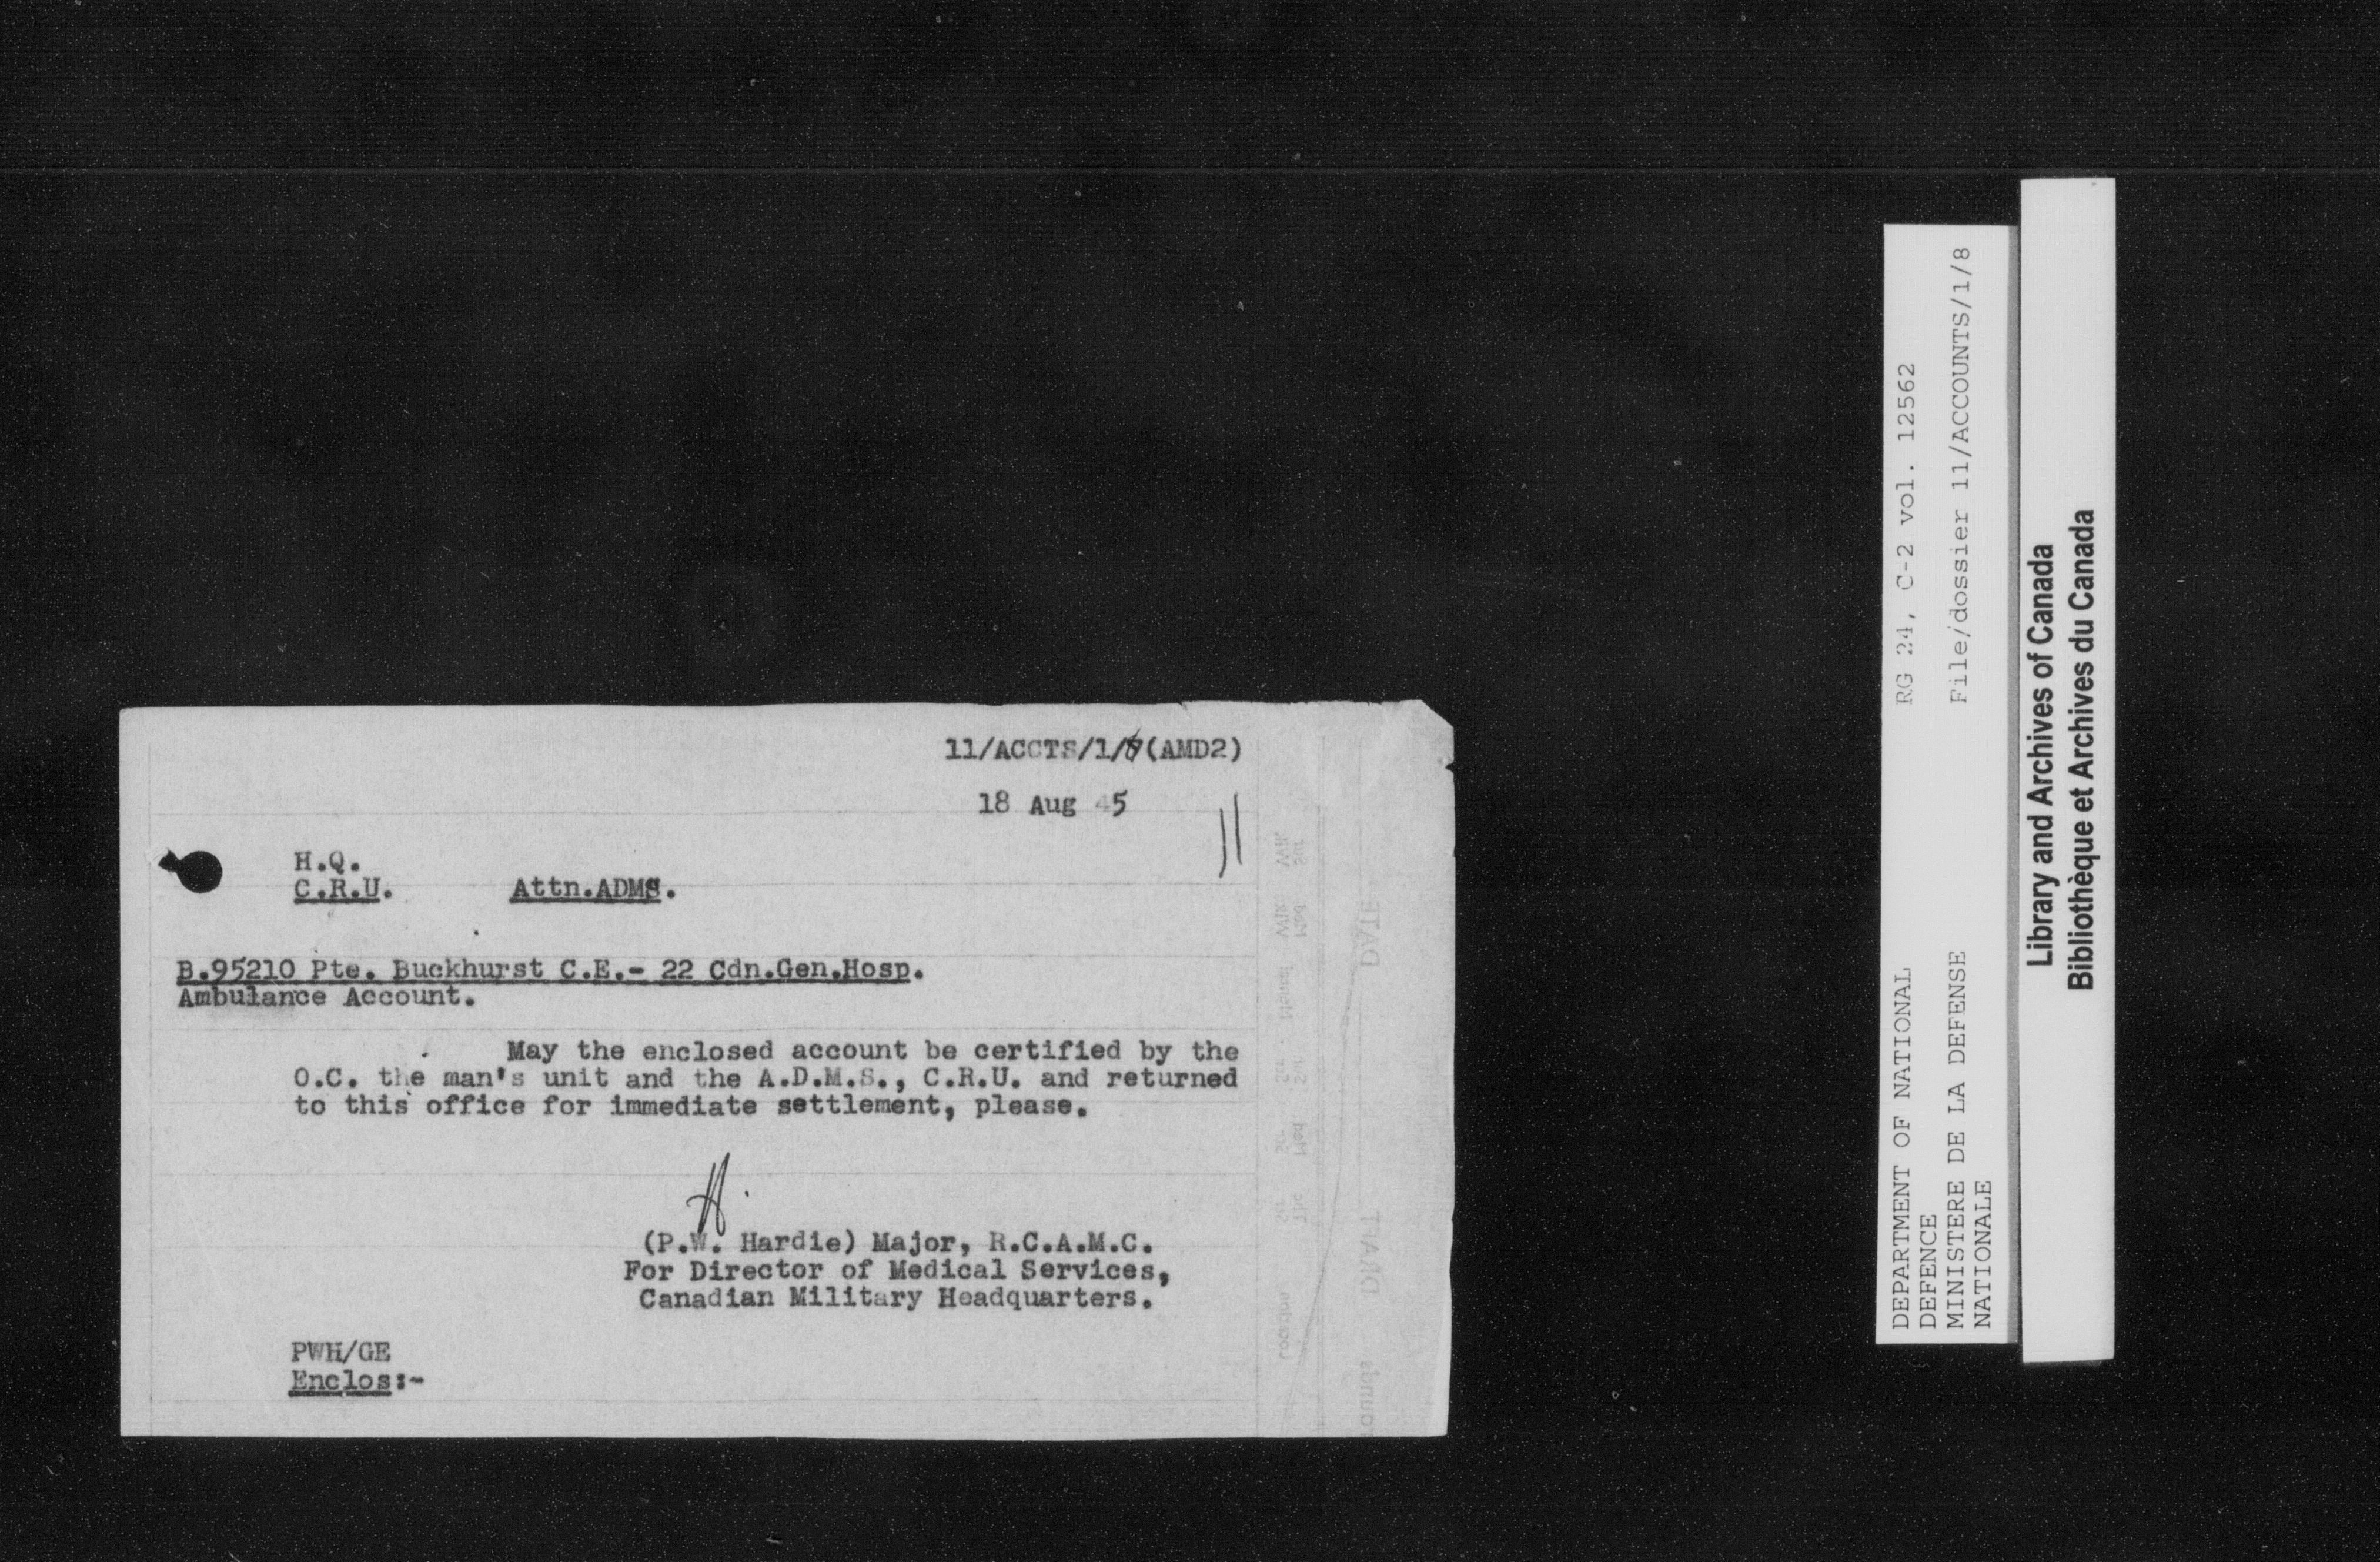 11/ACCTS/1/8(AMD2)
18 Aug 45
H.Q.
C.R.U. Attn.ADMS.
B.95210 Pte. Buckhurst C.E.- 22 Cdn.Gen.Hosp.
Ambulance Account.
May the enclosed account be certified by the
O.C. the man's unit and the A.D.M.S., C.R.U. and returned
to this office for immediate settlement, please.
H.
(P.W. Hardie) Major, R.C.A.M.C.
For Director of Medical Services,
Canadian Military Headquarters.
PWH/GE
Enclos:-
DATE
DRAFT
Location
DEPARTMENT OF NATIONAL
DEFENCE
MINISTERE DE LA DEFENSE
NATIONALE
RG 24, C-2 vol. 12562
File/dossier 11/ACCOUNTS/1/8
Library and Archives of Canada
Bibliothèque et Archives du Canada